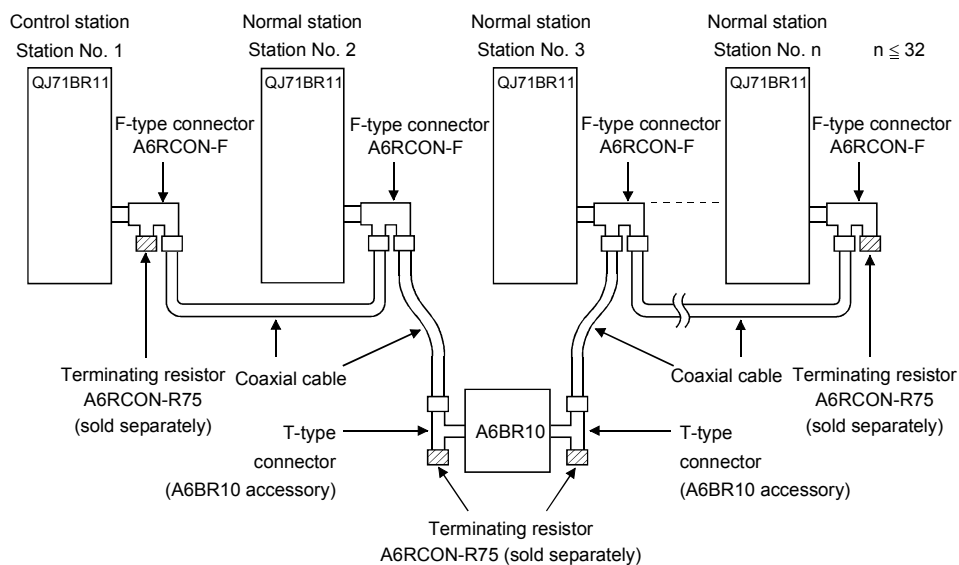 Control station
Station No. 1
Normal station
Station No. 2
Normal station
Station No. 3
Normal station
Station No. n
n ≦ 32
QJ71BR11
QJ71BR11
QJ71BR11
QJ71BR11
F-type connector
A6RCON-F
F-type connector
A6RCON-F
F-type connector
A6RCON-F
F-type connector
A6RCON-F
Terminating resistor
A6RCON-R75
(sold separately)
Coaxial cable
T-type
connector
(A6BR10 accessory)
A6BR10
T-type
connector
(A6BR10 accessory)
Coaxial cable
Terminating resistor
A6RCON-R75
(sold separately)
Terminating resistor
A6RCON-R75 (sold separately)